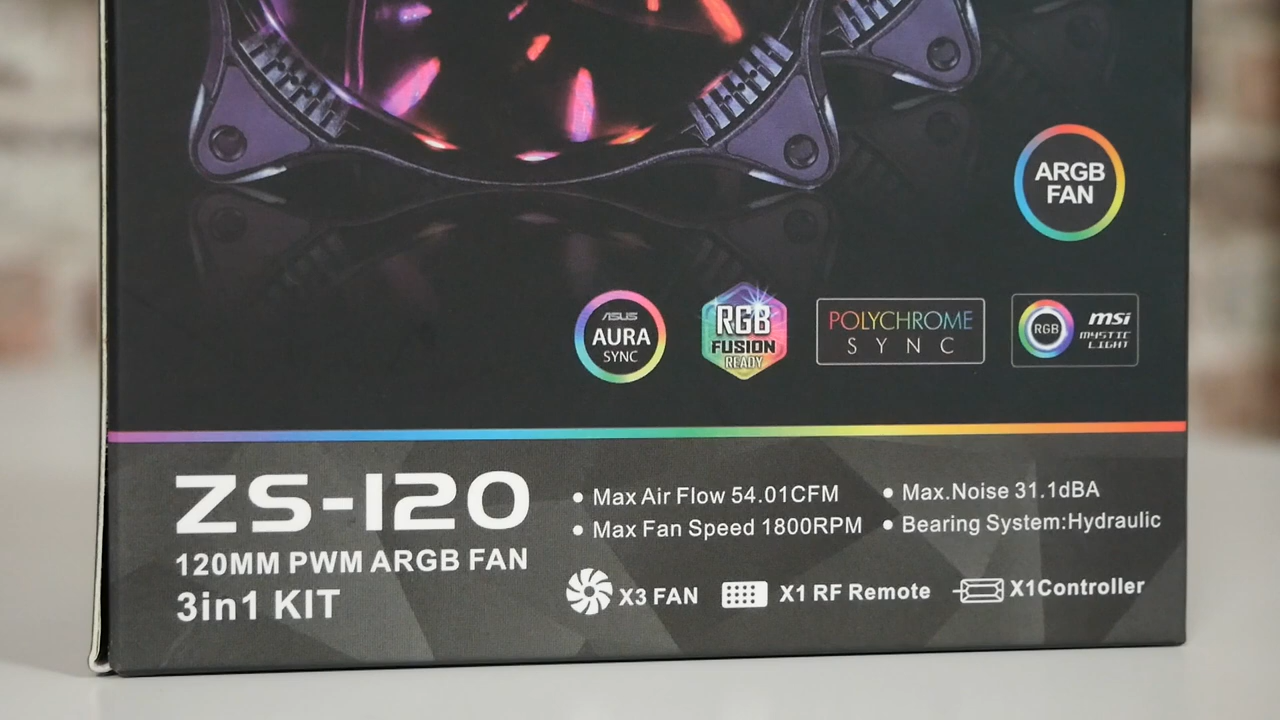 ARGB
FAN
ASUS
AURA
SYNC
RGB
FUSION
READY
POLYCHROME
SYNC
RGB
msi
MYSTIC
LIGHT
ZS-120
120MM PWM ARGB FAN
3in1 KIT
• Max Air Flow 54.01CFM
• Max Fan Speed 1800RPM
• Max.Noise 31.1dBA
• Bearing System:Hydraulic
X3 FAN
X1 RF Remote
X1Controller